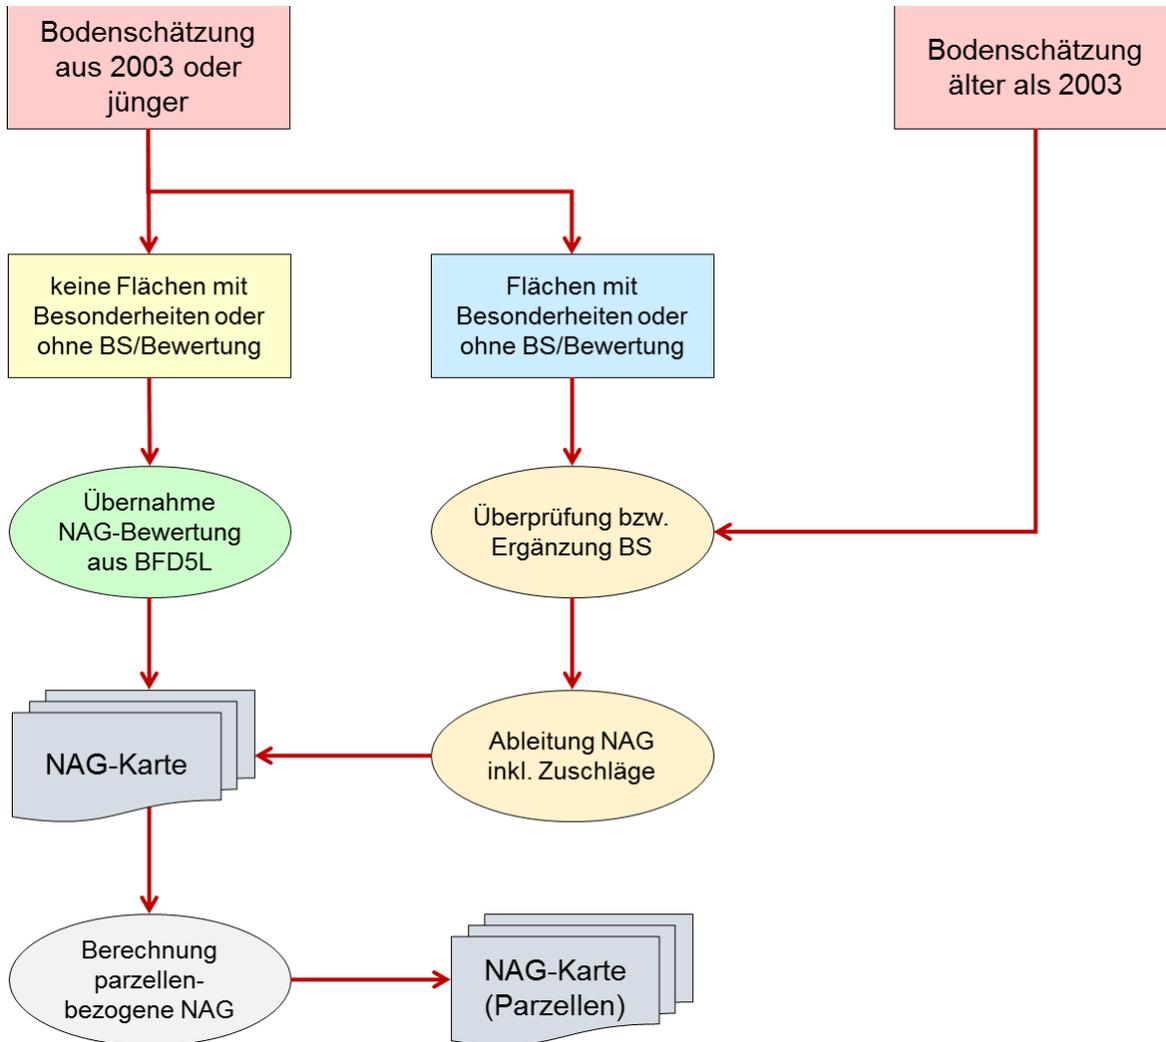 Bodenschätzung
aus 2003 oder
jünger
Bodenschätzung
älter als 2003
keine Flächen mit
Besonderheiten oder
ohne BS/Bewertung
Flächen mit
Besonderheiten oder
ohne BS/Bewertung
Übernahme
NAG-Bewertung
aus BFD5L
Überprüfung bzw.
Ergänzung BS
NAG-Karte
Ableitung NAG
inkl. Zuschläge
Berechnung
parzellen-
bezogene NAG
NAG-Karte
(Parzellen)